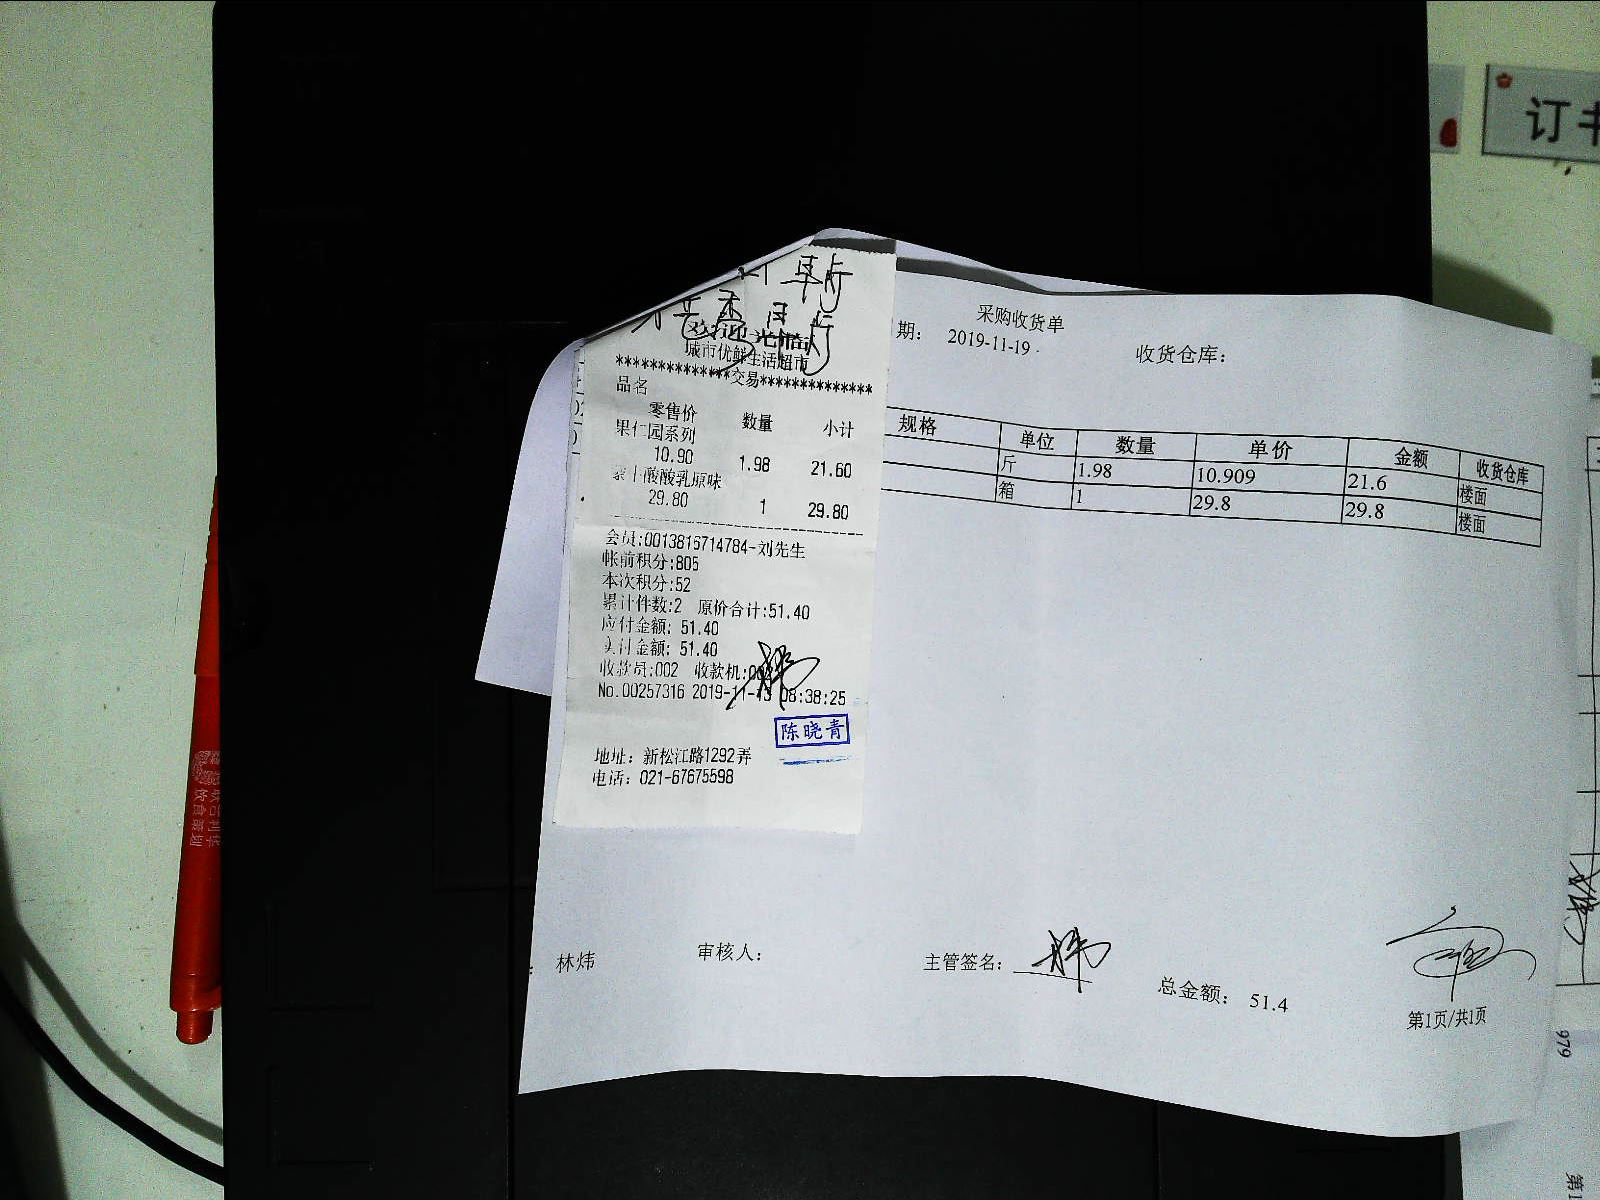 订
采购收货单
期： 2019-11-19
收货仓库：
城市优鲜生活超市
**************交易**************
品名
零售价 数量 小计
果仁园系列
10.90 1.98 21.60
酸酸乳原味
29.80 1 29.80
会员:0013816714784-刘先生
帐前积分:805
本次积分:52
累计件数:2 原价合计:51.40
应付金额: 51.40
实付金额: 51.40
收款员:002 收款机:
No.00257316 2019-11- 08:38:25
陈晓青
地址: 新松江路1292弄
电话: 021-67675598
规格 单位 数量 单价 金额 收货仓库
斤 1.98 10.909 21.6 楼面
箱 1 29.8 29.8 楼面
: 林炜
审核人：
主管签名：
总金额： 51.4
第1页/共1页
979
第1